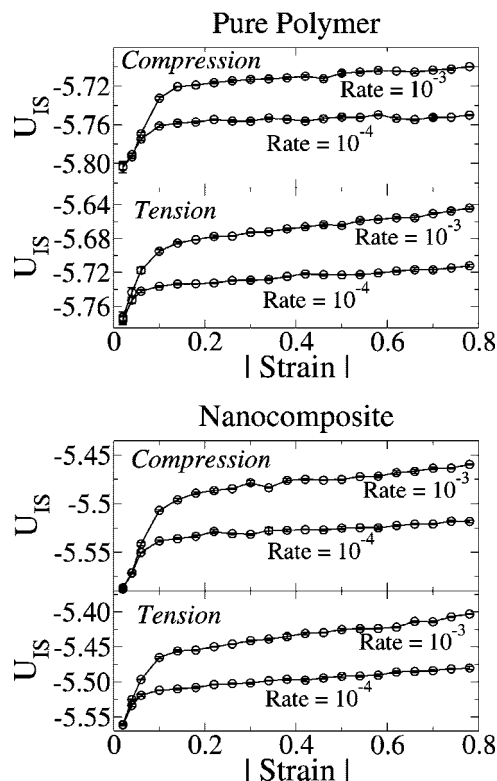 Pure Polymer
Compression
-5.72
Rate = 10⁻³
U_IS
-5.76
Rate = 10⁻⁴
-5.80
-5.64
Tension
-5.68
Rate = 10⁻³
U_IS
-5.72
Rate = 10⁻⁴
-5.76
0 0.2 0.4 0.6 0.8
| Strain |
Nanocomposite
-5.45
Compression
-5.5
Rate = 10⁻³
U_IS
-5.55
Rate = 10⁻⁴
-5.40
Tension
-5.45
Rate = 10⁻³
U_IS
-5.50
Rate = 10⁻⁴
-5.55
0 0.2 0.4 0.6 0.8
| Strain |